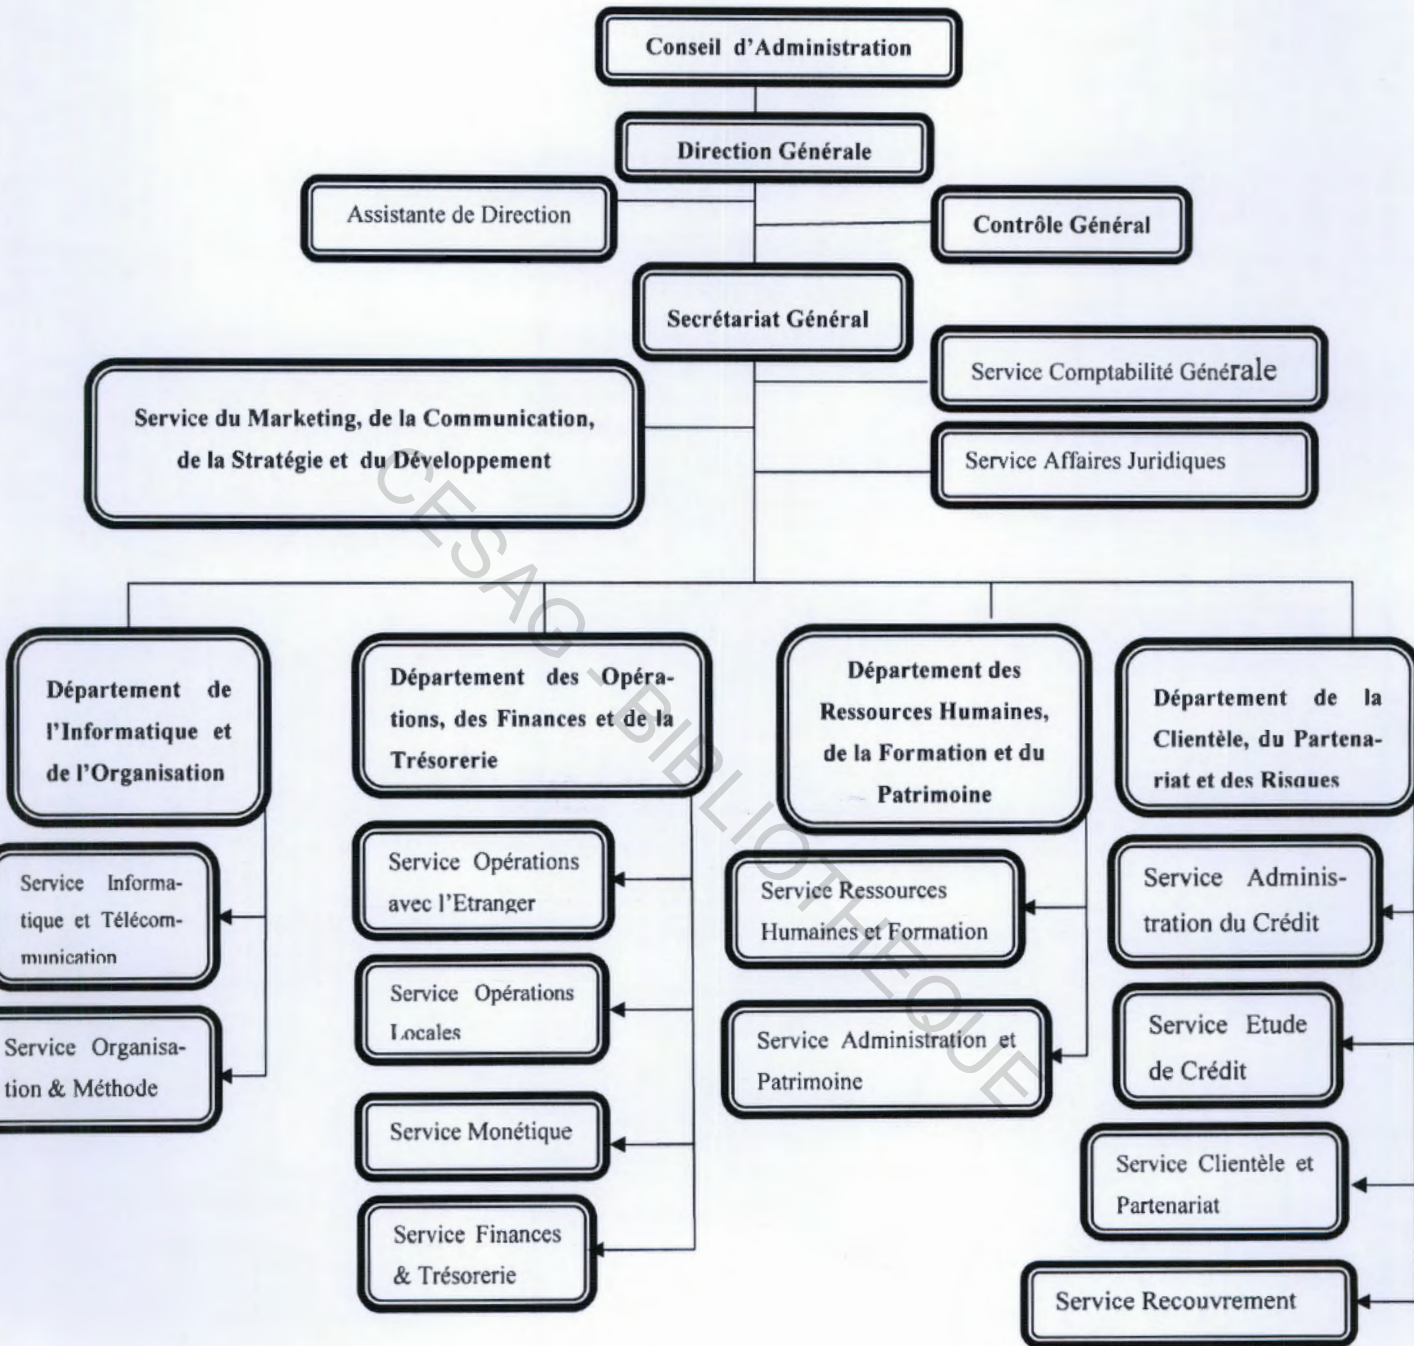 Conseil d'Administration
Direction Générale
Assistante de Direction
Contrôle Général
Secrétariat Général
Service Comptabilité Générale
Service du Marketing, de la Communication,
de la Stratégie et du Développement
Service Affaires Juridiques
CESAG - BIBLIOTHEQUE
Département de
l'Informatique et
de l'Organisation
Département des Opéra-
tions, des Finances et de la
Trésorerie
Département des
Ressources Humaines,
de la Formation et du
Patrimoine
Département de la
Clientèle, du Partena-
riat et des Risques
Service Informa-
tique et Télécom-
munication
Service Organisa-
tion & Méthode
Service Opérations
avec l'Etranger
Service Opérations
Locales
Service Monétique
Service Finances
& Trésorerie
Service Ressources
Humaines et Formation
Service Administration et
Patrimoine
Service Adminis-
tration du Crédit
Service Etude
de Crédit
Service Clientèle et
Partenariat
Service Recouvrement